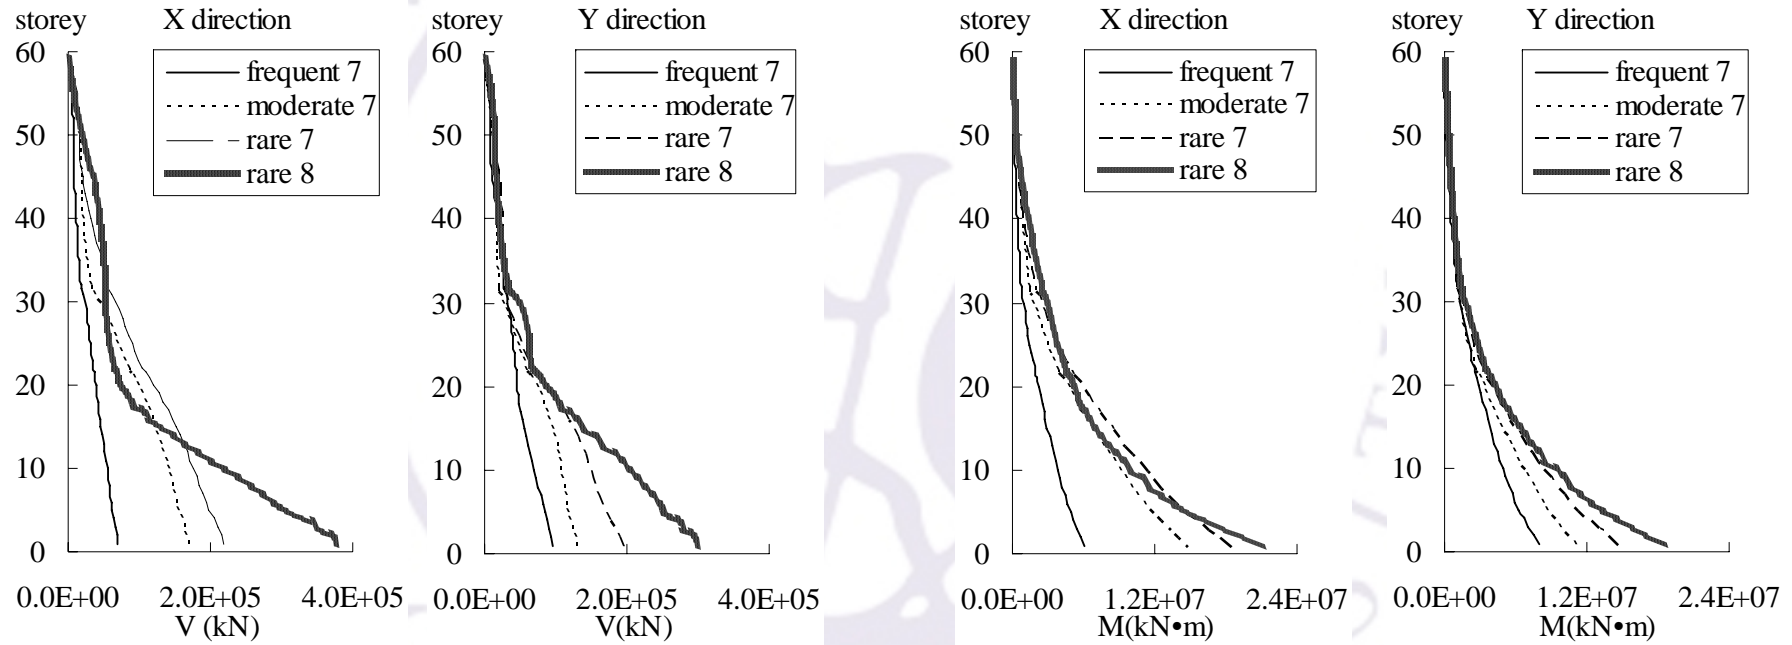 storey X direction
60
50
40
30
20
10
0
frequent 7
moderate 7
rare 7
rare 8
0.0E+00 2.0E+05 4.0E+05
V (kN)
storey Y direction
60
50
40
30
20
10
0
frequent 7
moderate 7
rare 7
rare 8
0.0E+00 2.0E+05 4.0E+05
V(kN)
storey X direction
60
50
40
30
20
10
0
frequent 7
moderate 7
rare 7
rare 8
0.0E+00 1.2E+07 2.4E+07
M(kN•m)
storey Y direction
60
50
40
30
20
10
0
frequent 7
moderate 7
rare 7
rare 8
0.0E+00 1.2E+07 2.4E+07
M(kN•m)